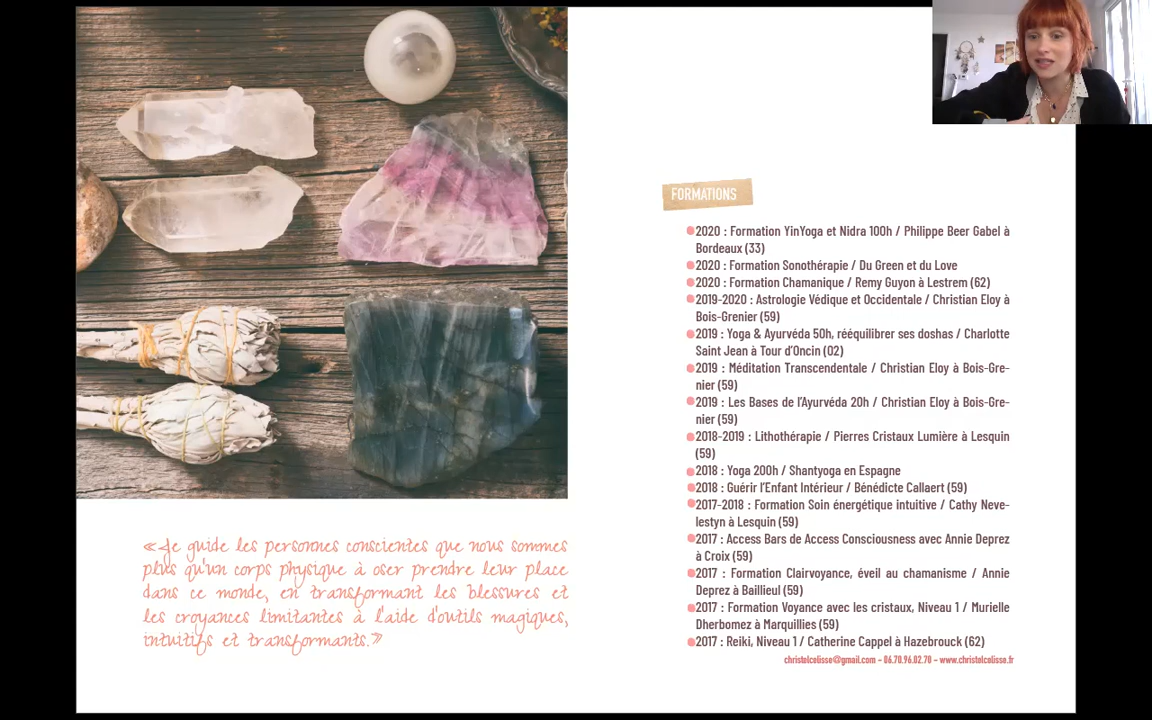 «Je guide les personnes conscientes que nous sommes
plus qu'un corps physique à oser prendre leur place
dans ce monde, en transformant les blessures et
les croyances limitantes à l'aide d'outils magiques,
intuitifs et transformants.»
FORMATIONS
2020 : Formation YinYoga et Nidra 100h / Philippe Beer Gabel à
Bordeaux (33)
2020 : Formation Sonothérapie / Du Green et du Love
2020 : Formation Chamanique / Remy Guyon à Lestrem (62)
2019-2020 : Astrologie Védique et Occidentale / Christian Eloy à
Bois-Grenier (59)
2019 : Yoga & Ayurvéda 50h, rééquilibrer ses doshas / Charlotte
Saint Jean à Tour d'Oncin (02)
2019 : Méditation Transcendentale / Christian Eloy à Bois-Gre-
nier (59)
2019 : Les Bases de l'Ayurvéda 20h / Christian Eloy à Bois-Gre-
nier (59)
2018-2019 : Lithothérapie / Pierres Cristaux Lumière à Lesquin
(59)
2018 : Yoga 200h / Shantyoga en Espagne
2018 : Guérir l'Enfant Intérieur / Bénédicte Callaert (59)
2017-2018 : Formation Soin énergétique intuitive / Cathy Neve-
lestyn à Lesquin (59)
2017 : Access Bars de Access Consciousness avec Annie Deprez
à Croix (59)
2017 : Formation Clairvoyance, éveil au chamanisme / Annie
Deprez à Baillieul (59)
2017 : Formation Voyance avec les cristaux, Niveau 1 / Murielle
Dherbomez à Marquillies (59)
2017 : Reiki, Niveau 1 / Catherine Cappel à Hazebrouck (62)
christelcelisse@gmail.com – 06.70.96.02.70 – www.christelcelisse.fr